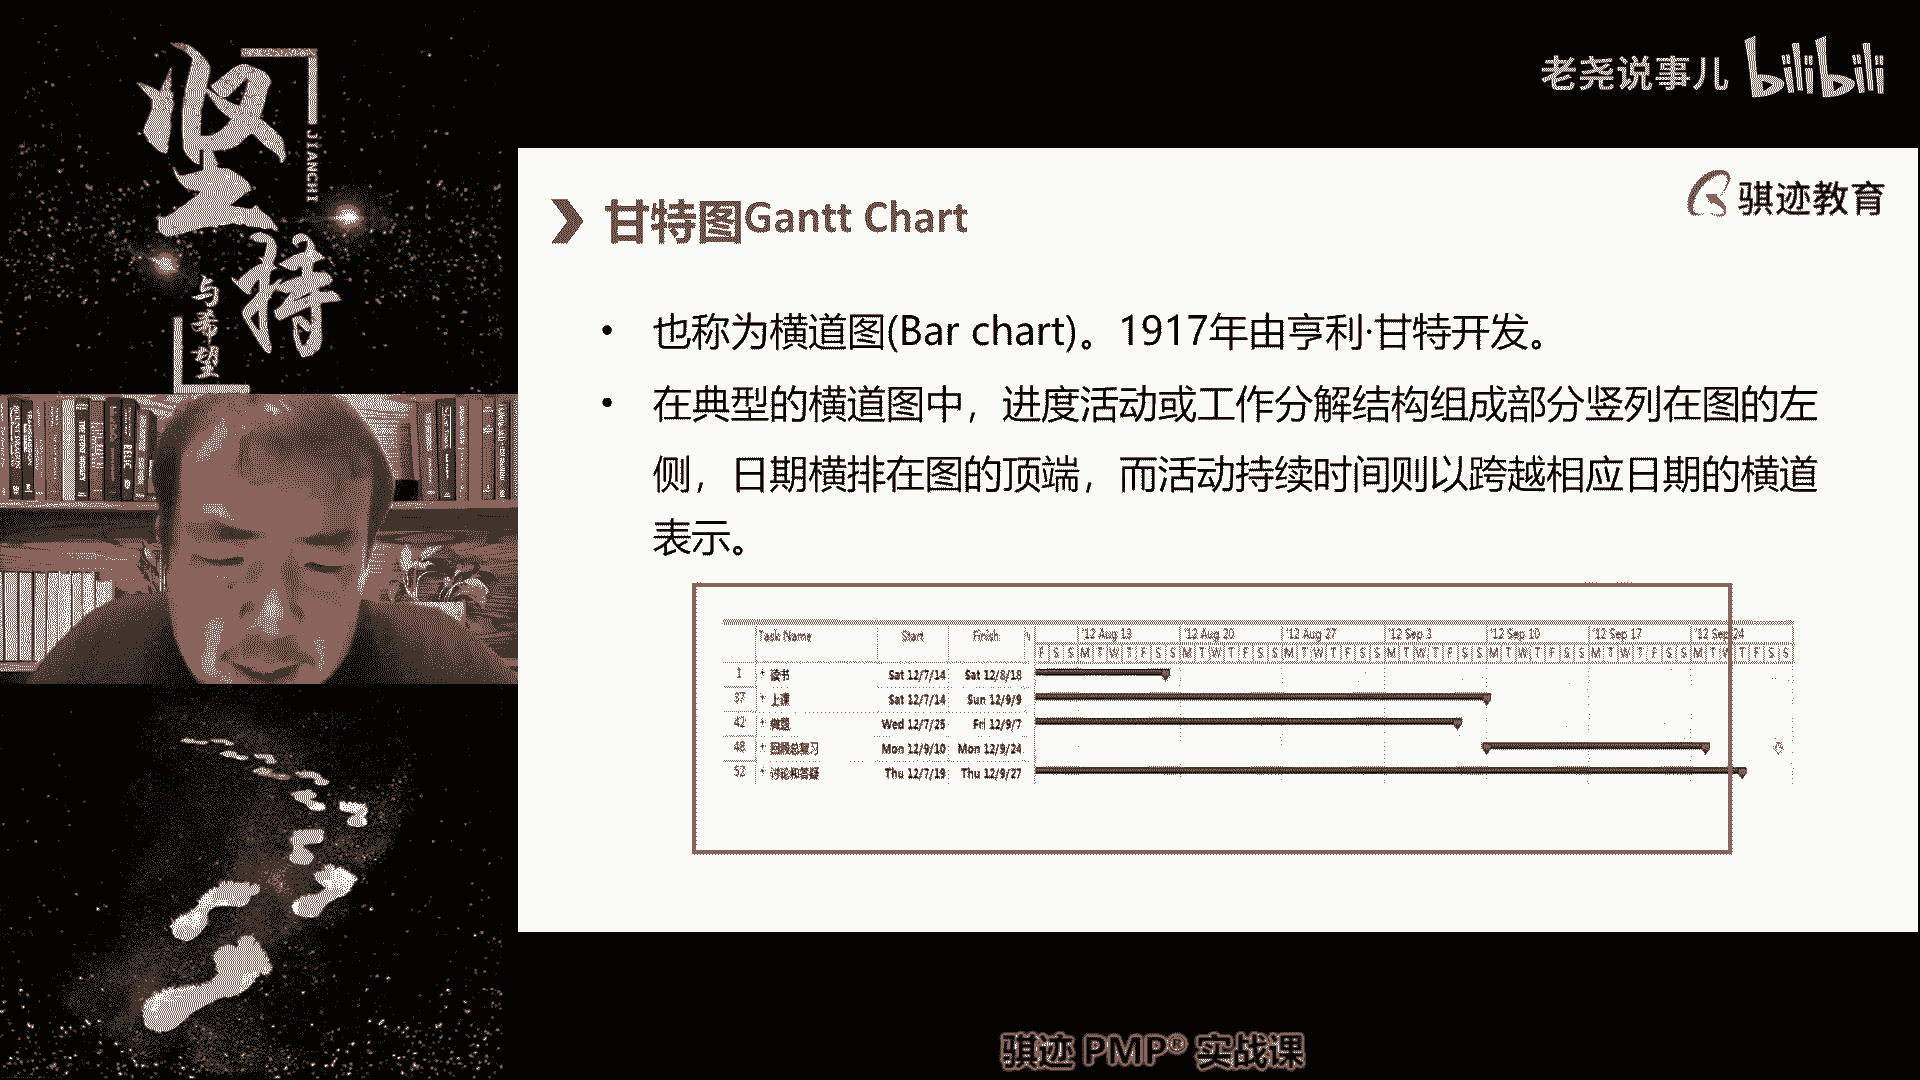 坚持
JIANCHI
与希望
老尧说事儿 bilibili
骐迹教育
甘特图Gantt Chart
• 也称为横道图(Bar chart)。1917年由亨利·甘特开发。
• 在典型的横道图中，进度活动或工作分解结构组成部分竖列在图的左
侧，日期横排在图的顶端，而活动持续时间则以跨越相应日期的横道
表示。
Task Name Start Finish '12 Aug 13 '12 Aug 20 '12 Aug 27 '12 Sep 3 '12 Sep 10 '12 Sep 17 '12 Sep 24
F S S M T W T F S S M T W T F S S M T W T F S S M T W T F S S M T W T F S S M T W T F S S M T W T F S S
1 + 读书 Sat 12/7/14 Sat 12/8/18
37 + 上课 Sat 12/7/14 Sun 12/9/9
42 + 做题 Wed 12/7/25 Fri 12/9/7
48 + 回顾总复习 Mon 12/9/10 Mon 12/9/24
52 + 讨论和答疑 Thu 12/7/19 Thu 12/9/27
骐迹 PMP® 实战课